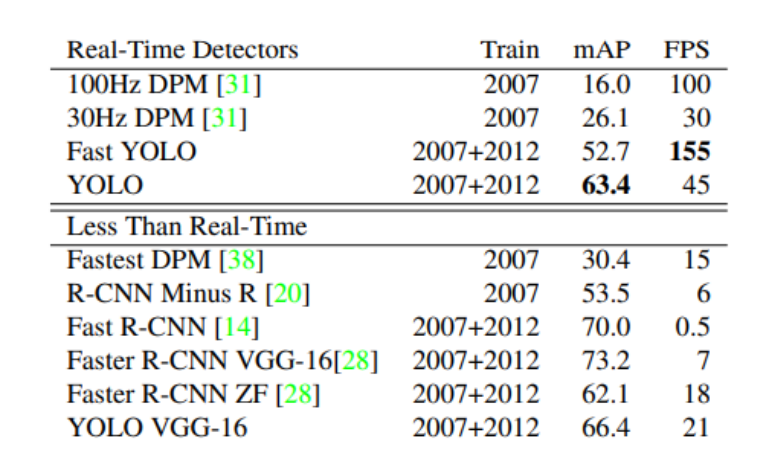 Real-Time Detectors Train mAP FPS
100Hz DPM [31] 2007 16.0 100
30Hz DPM [31] 2007 26.1 30
Fast YOLO 2007+2012 52.7 155
YOLO 2007+2012 63.4 45
Less Than Real-Time
Fastest DPM [38] 2007 30.4 15
R-CNN Minus R [20] 2007 53.5 6
Fast R-CNN [14] 2007+2012 70.0 0.5
Faster R-CNN VGG-16[28] 2007+2012 73.2 7
Faster R-CNN ZF [28] 2007+2012 62.1 18
YOLO VGG-16 2007+2012 66.4 21